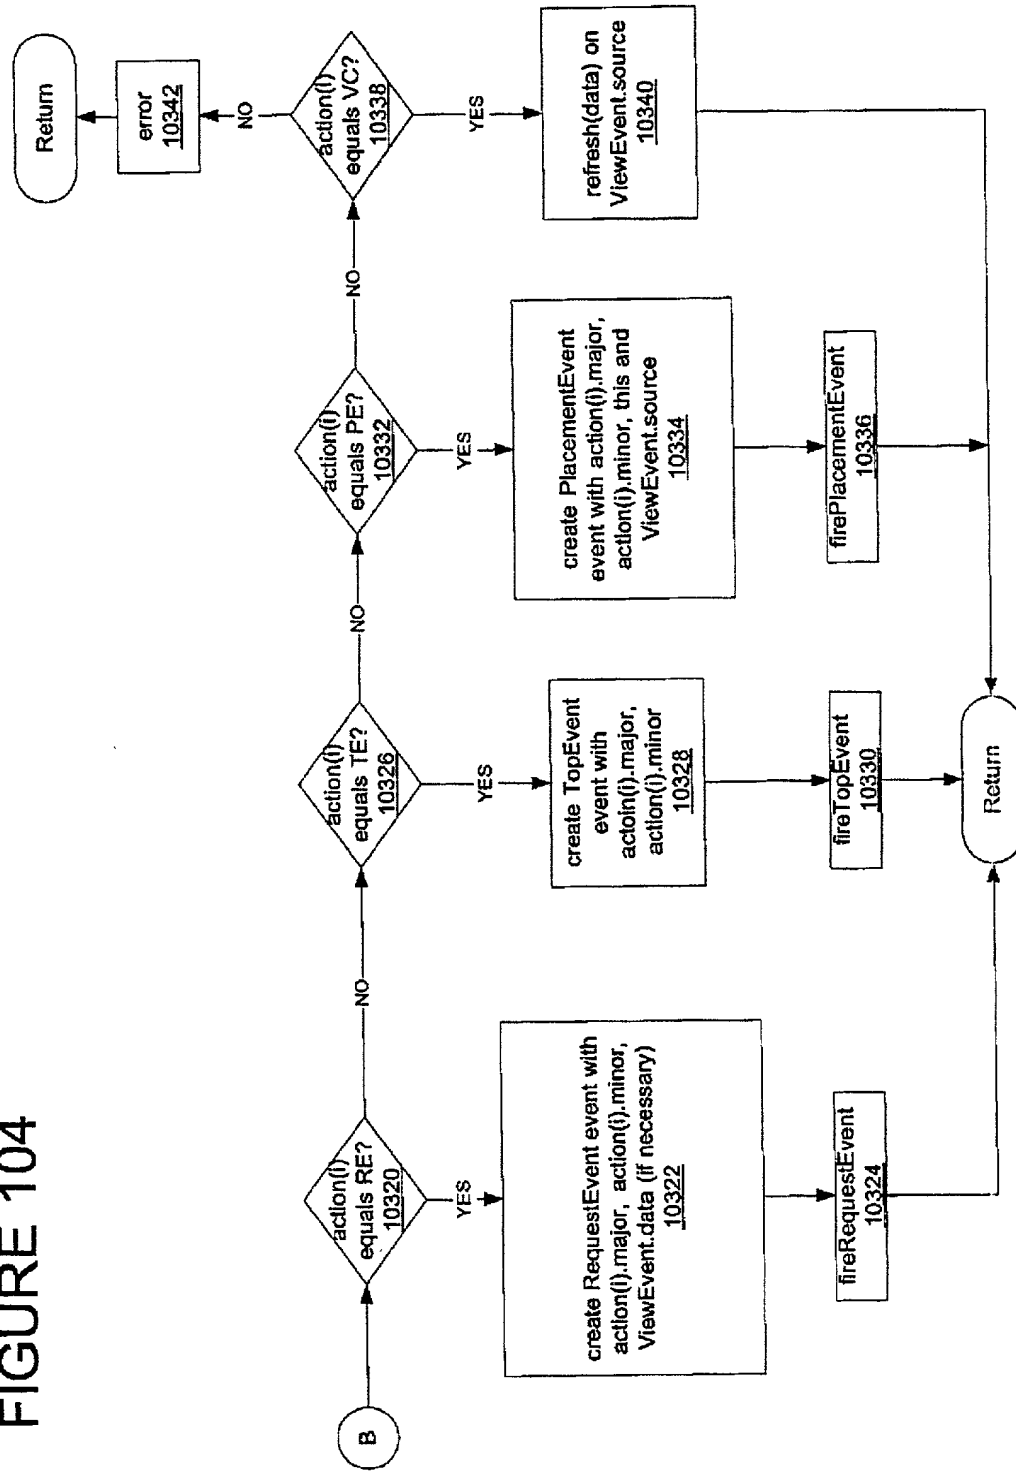 FIGURE 104
B
action(i)
equals RE?
10320
NO
action(i)
equals TE?
10326
NO
action(i)
equals PE?
10332
NO
action(i)
equals VC?
10338
NO
error
10342
Return
YES
create RequestEvent event with
action(i).major, action(i).minor,
ViewEvent.data (if necessary)
10322
fireRequestEvent
10324
YES
create TopEvent
event with
actoin(i).major,
action(i).minor
10328
fireTopEvent
10330
YES
create PlacementEvent
event with action(i).major,
action(i).minor, this and
ViewEvent.source
10334
firePlacementEvent
10336
YES
refresh(data) on
ViewEvent.source
10340
Return